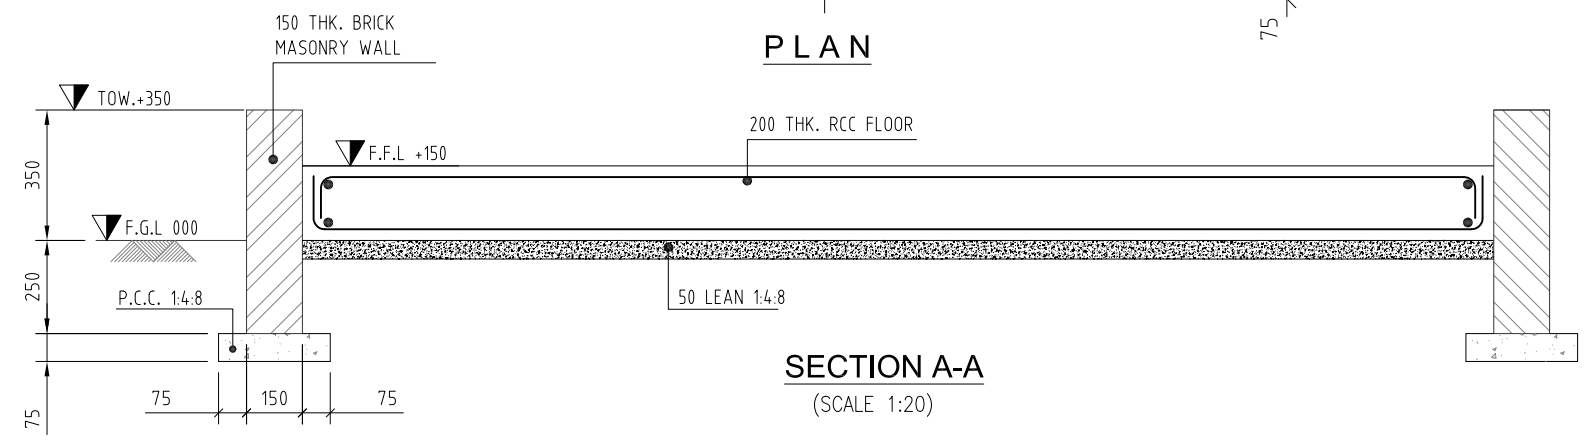 150 THK. BRICK
MASONRY WALL
PLAN
75
TOW.+350
200 THK. RCC FLOOR
F.F.L +150
350
F.G.L 000
250
P.C.C. 1:4:8
50 LEAN 1:4:8
SECTION A-A
(SCALE 1:20)
75
150
75
75